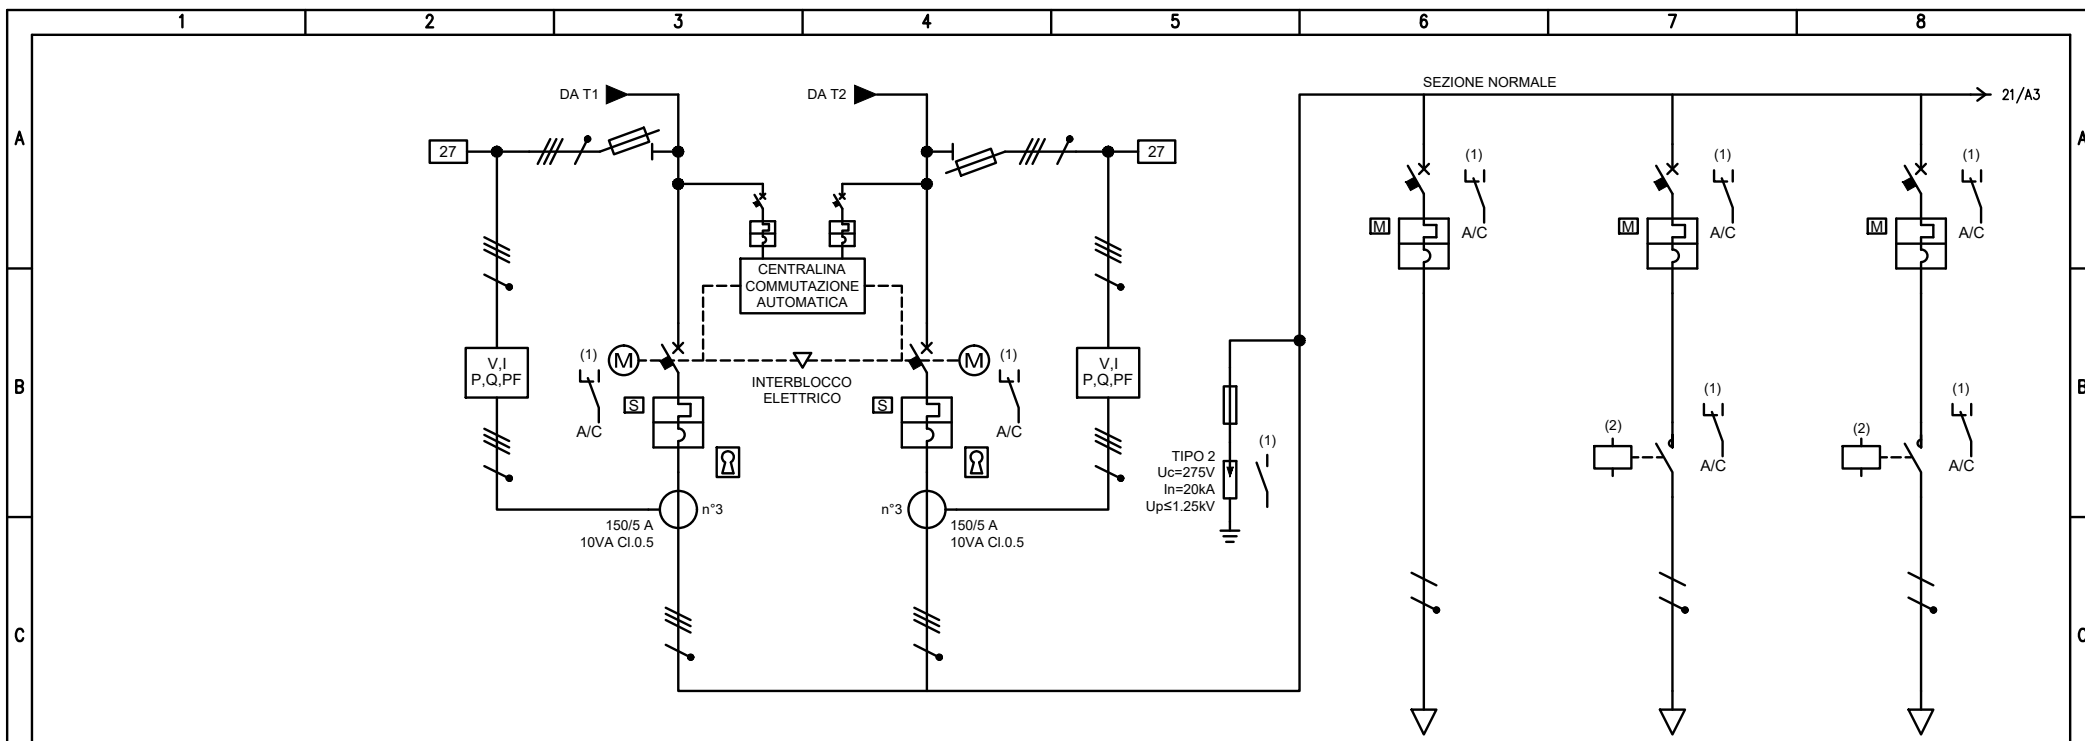 1 2 3 4 5 6 7 8
A A
B B
C C
DA T1
DA T2
SEZIONE NORMALE
21/A3
27
27
(1)
A/C
M
(1)
A/C
M
(1)
A/C
M
CENTRALINA
COMMUTAZIONE
AUTOMATICA
V,I
P,Q,PF
(1)
A/C
M
S
INTERBLOCCO
ELETTRICO
M
S
(1)
A/C
V,I
P,Q,PF
n°3
150/5 A
10VA Cl.0.5
n°3
150/5 A
10VA Cl.0.5
TIPO 2
Uc=275V
In=20kA
Up≤1.25kV
(1)
(2)
(1)
A/C
(2)
(1)
A/C